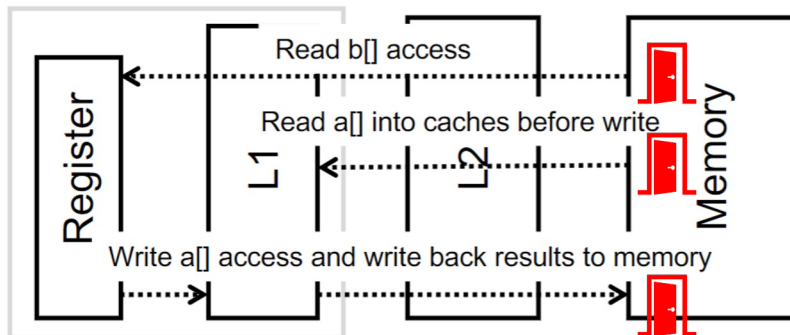 Read b[] access
Read a[] into caches before write
Write a[] access and write back results to memory
Register
L1
L2
Memory